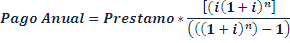 Pago Anual = Prestamo * [(i(1 + i)^n] / (((1 + i)^n) − 1)